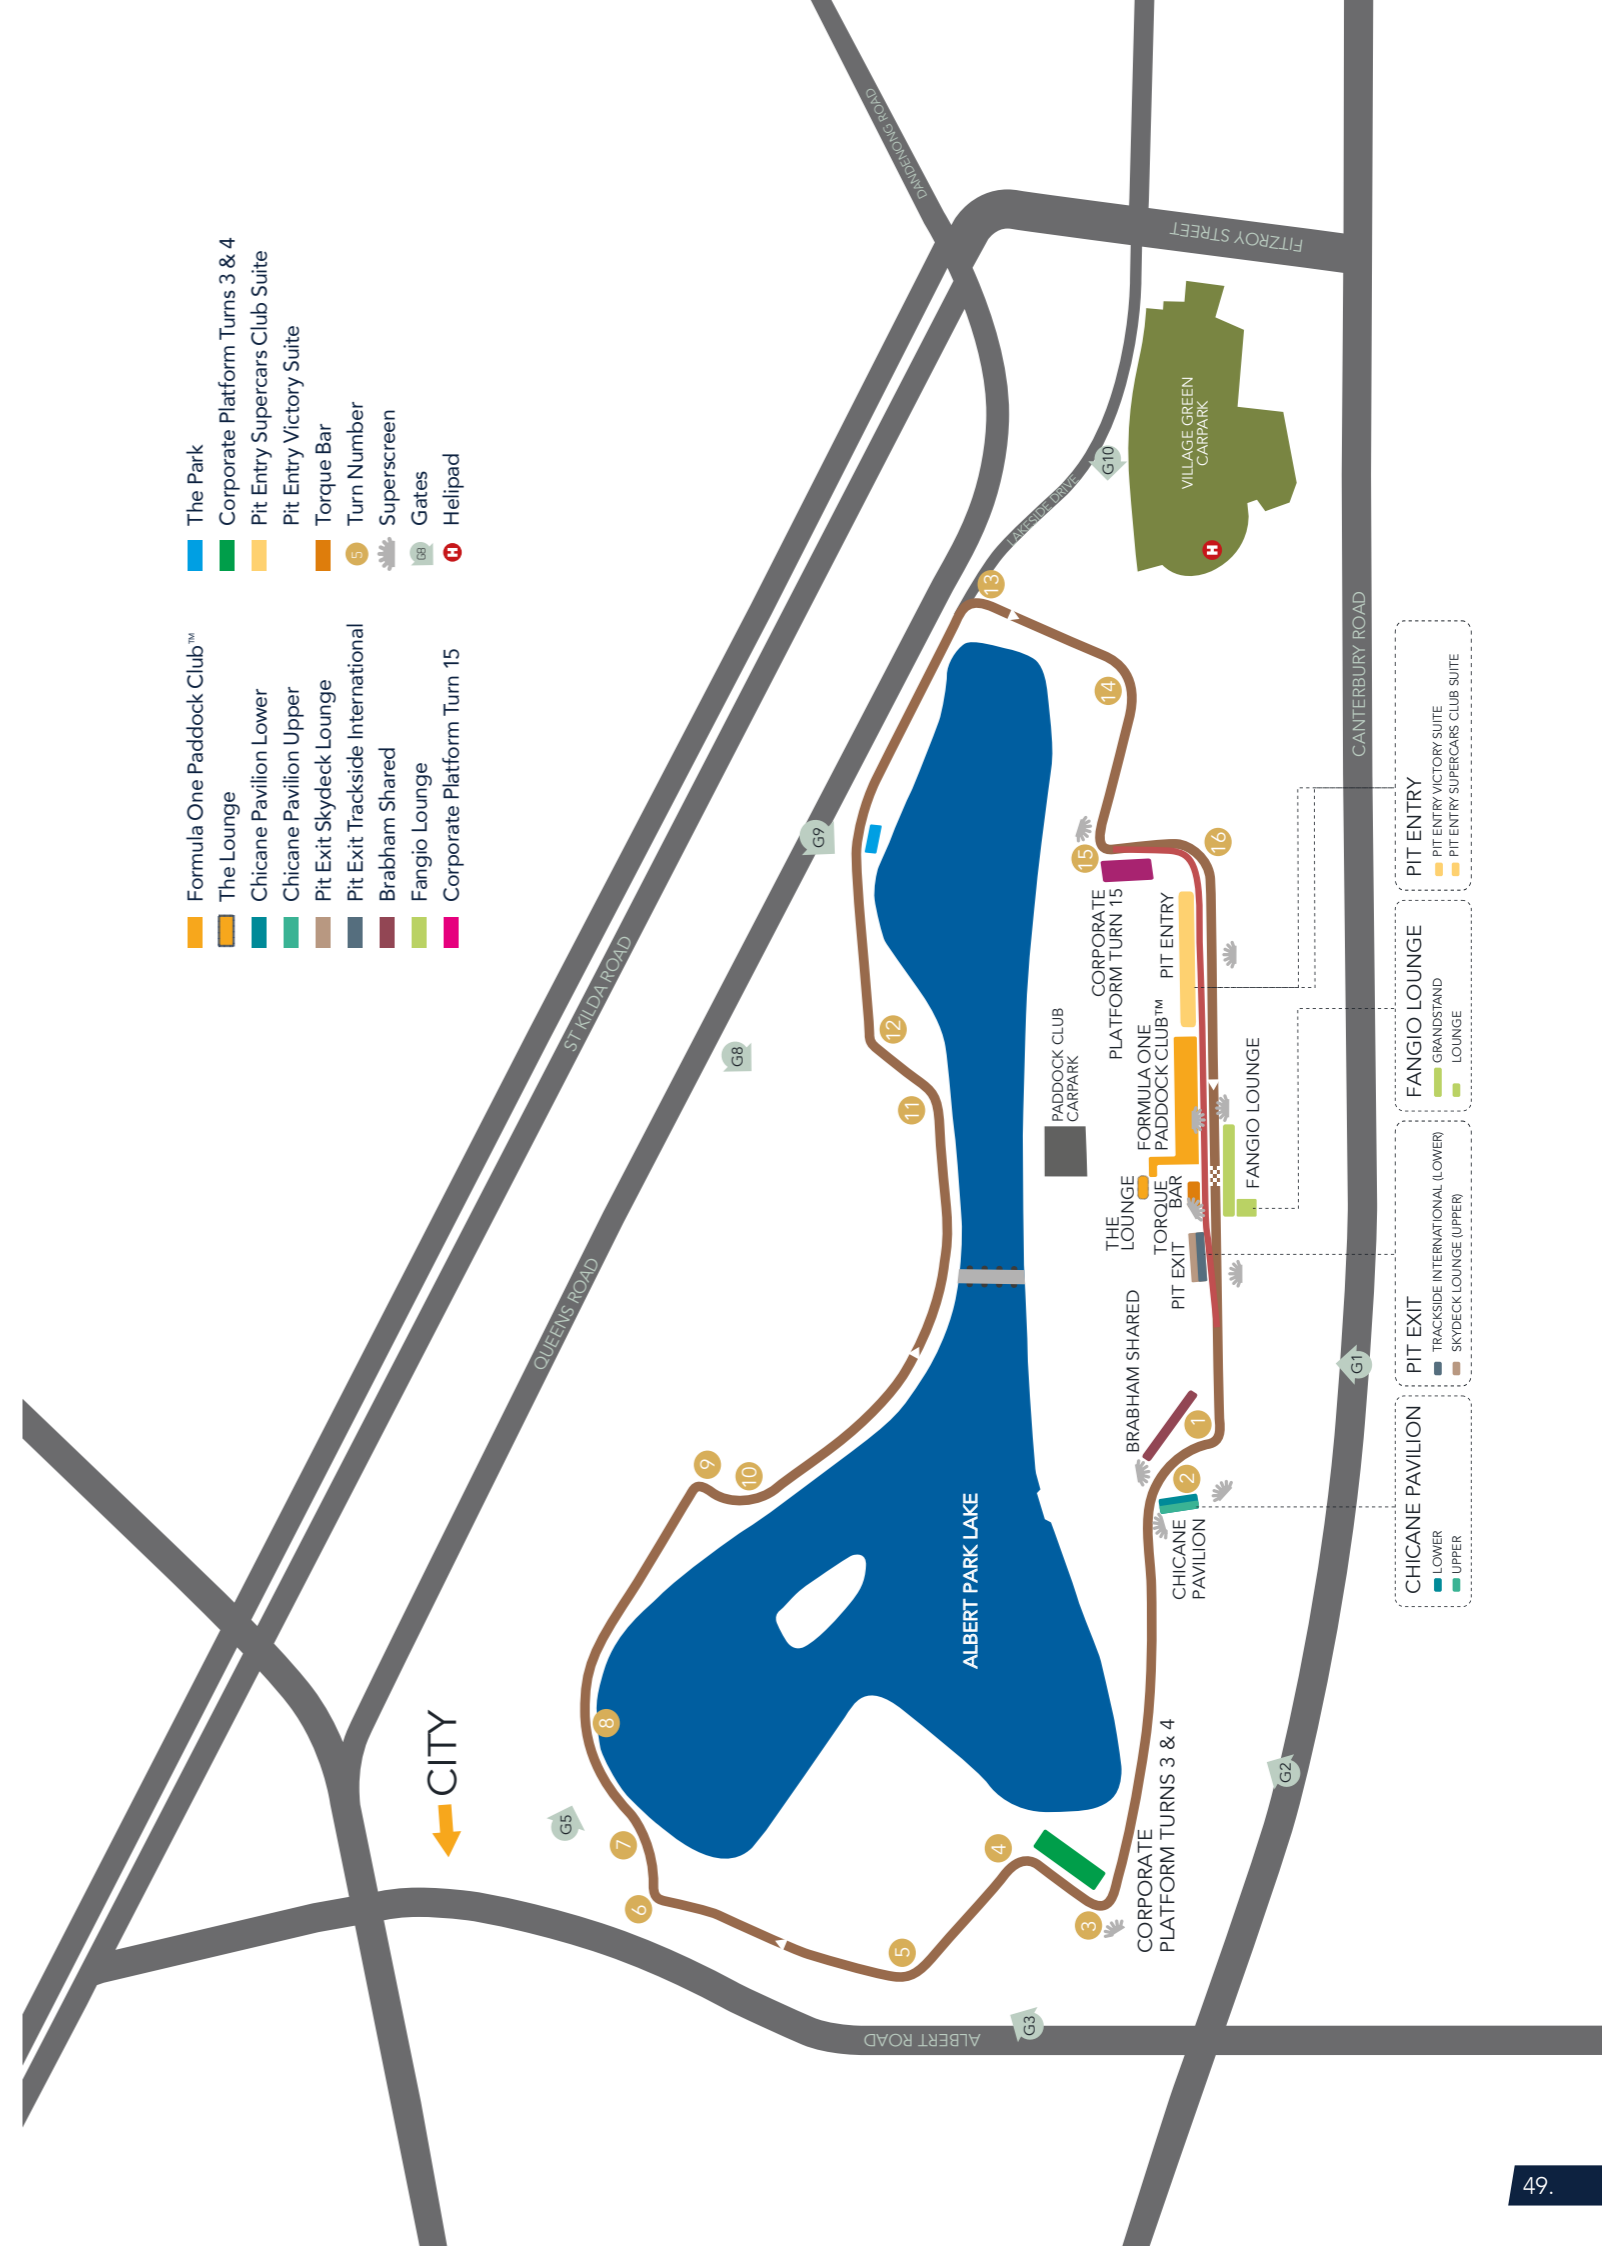 Formula One Paddock Club™
The Lounge
Chicane Pavilion Lower
Chicane Pavilion Upper
Pit Exit Skydeck Lounge
Pit Exit Trackside International
Brabham Shared
Fangio Lounge
Corporate Platform Turn 15
The Park
Corporate Platform Turns 3 & 4
Pit Entry Supercars Club Suite
Pit Entry Victory Suite
Torque Bar
5 Turn Number
Superscreen
G8 Gates
H Helipad
CITY
ST KILDA ROAD
QUEENS ROAD
DANDENONG ROAD
LAKESIDE DRIVE
FITZROY STREET
ALBERT ROAD
CANTERBURY ROAD
G5
G8
G9
G10
G3
G2
G1
1
2
3
4
5
6
7
8
9
10
11
12
13
14
15
16
ALBERT PARK LAKE
VILLAGE GREEN
CARPARK
H
PADDOCK CLUB
CARPARK
CORPORATE
PLATFORM TURNS 3 & 4
CHICANE
PAVILION
BRABHAM SHARED
PIT EXIT
THE
LOUNGE
TORQUE
BAR
FORMULA ONE
PADDOCK CLUB™
CORPORATE
PLATFORM TURN 15
PIT ENTRY
FANGIO LOUNGE
CHICANE PAVILION
LOWER
UPPER
PIT EXIT
TRACKSIDE INTERNATIONAL (LOWER)
SKYDECK LOUNGE (UPPER)
FANGIO LOUNGE
GRANDSTAND
LOUNGE
PIT ENTRY
PIT ENTRY VICTORY SUITE
PIT ENTRY SUPERCARS CLUB SUITE
49.